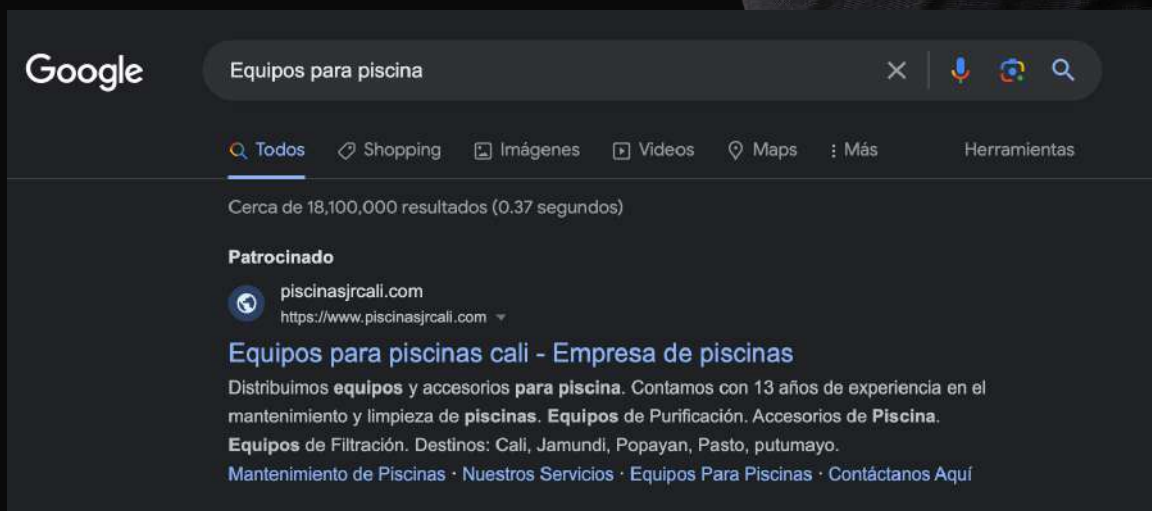 Google
Equipos para piscina
Todos Shopping Imágenes Videos Maps Más Herramientas
Cerca de 18,100,000 resultados (0.37 segundos)
Patrocinado
piscinasjrcali.com
https://www.piscinasjrcali.com
Equipos para piscinas cali - Empresa de piscinas
Distribuimos equipos y accesorios para piscina. Contamos con 13 años de experiencia en el
mantenimiento y limpieza de piscinas. Equipos de Purificación. Accesorios de Piscina.
Equipos de Filtración. Destinos: Cali, Jamundi, Popayan, Pasto, putumayo.
Mantenimiento de Piscinas · Nuestros Servicios · Equipos Para Piscinas · Contáctanos Aquí